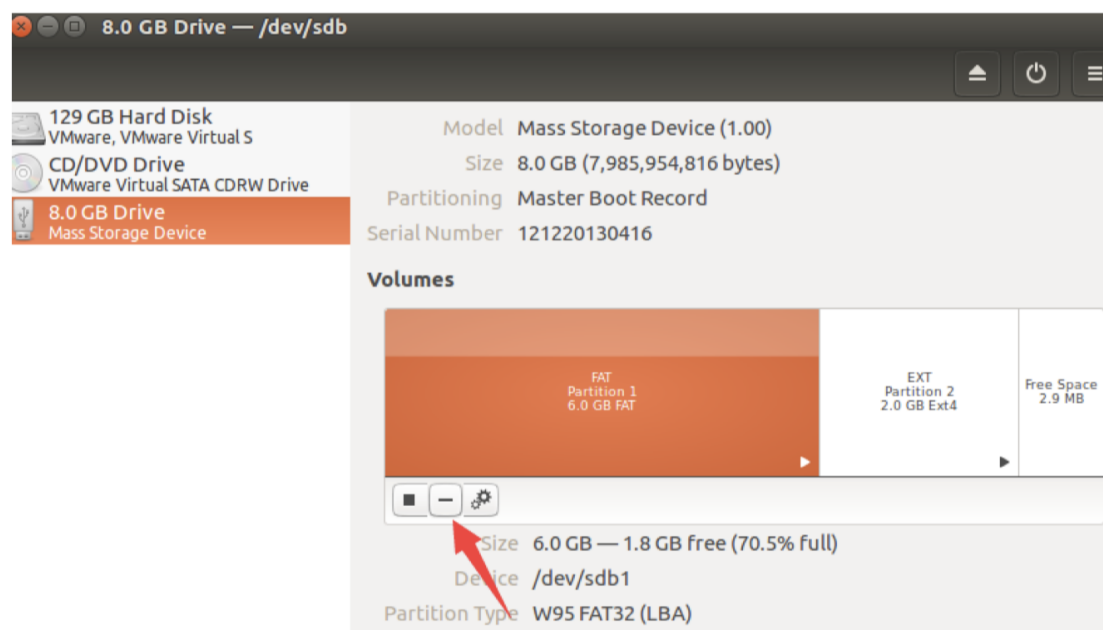 8.0 GB Drive — /dev/sdb
129 GB Hard Disk
VMware, VMware Virtual S
CD/DVD Drive
VMware Virtual SATA CDRW Drive
8.0 GB Drive
Mass Storage Device
Model Mass Storage Device (1.00)
Size 8.0 GB (7,985,954,816 bytes)
Partitioning Master Boot Record
Serial Number 121220130416
Volumes
FAT
Partition 1
6.0 GB FAT
EXT
Partition 2
2.0 GB Ext4
Free Space
2.9 MB
Size 6.0 GB — 1.8 GB free (70.5% full)
Device /dev/sdb1
Partition Type W95 FAT32 (LBA)